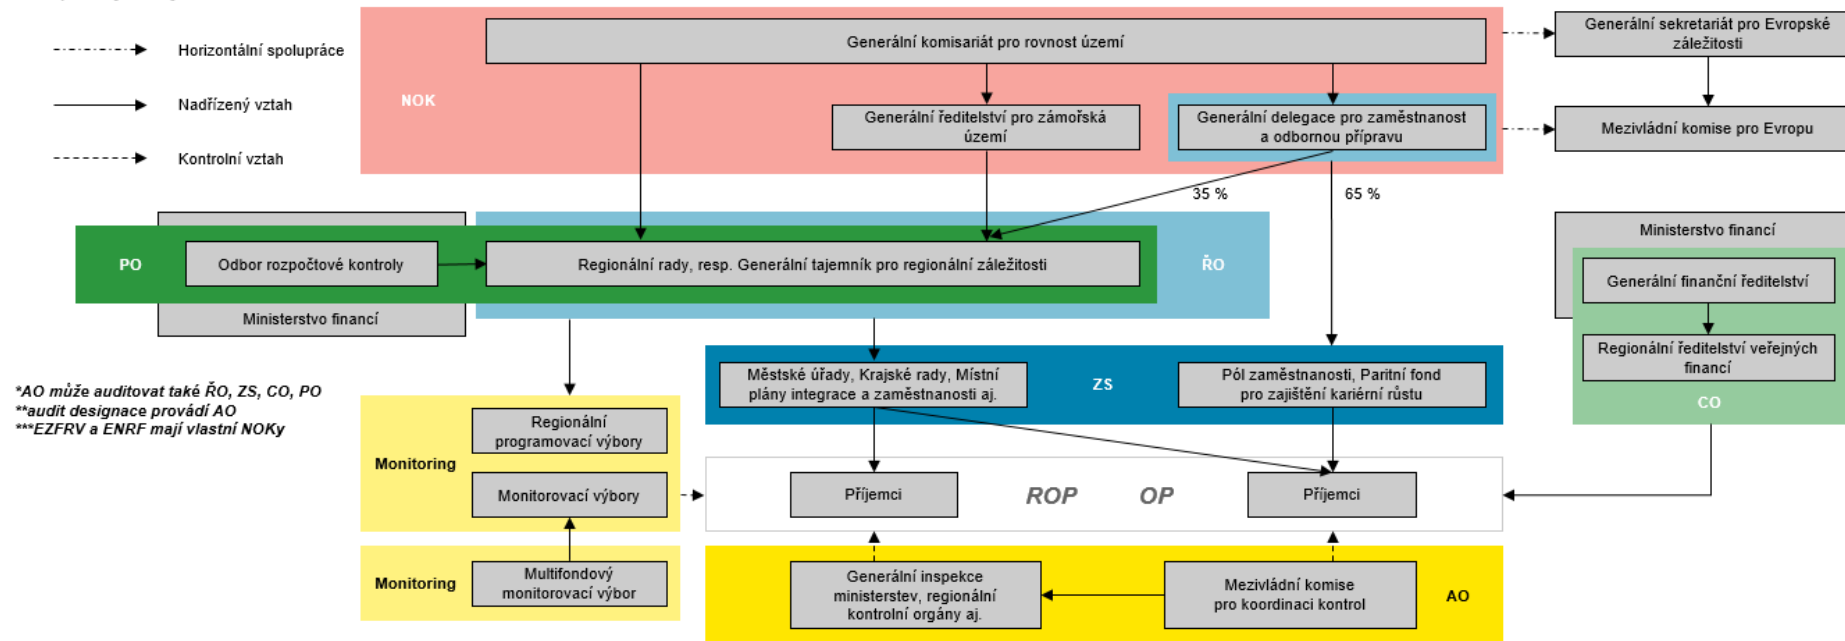 Horizontální spolupráce
Nadřízený vztah
Kontrolní vztah
NOK
Generální komisariát pro rovnost území
Generální ředitelství pro zámořská
území
Generální delegace pro zaměstnanost
a odbornou přípravu
Generální sekretariát pro Evropské
záležitosti
Mezivládní komise pro Evropu
35 %
65 %
PO
Odbor rozpočtové kontroly
Regionální rady, resp. Generální tajemník pro regionální záležitosti
ŘO
Ministerstvo financí
Ministerstvo financí
Generální finanční ředitelství
Regionální ředitelství veřejných
financí
CO
Městské úřady, Krajské rady, Místní
plány integrace a zaměstnanosti aj.
ZS
Pól zaměstnanosti, Paritní fond
pro zajištění kariérní růstu
*AO může auditovat také ŘO, ZS, CO, PO
**audit designace provádí AO
***EZFRV a ENRF mají vlastní NOKy
Monitoring
Regionální
programovací výbory
Monitorovací výbory
Příjemci
ROP
OP
Příjemci
Monitoring
Multifondový
monitorovací výbor
Generální inspekce
ministerstev, regionální
kontrolní orgány aj.
Mezivládní komise
pro koordinaci kontrol
AO